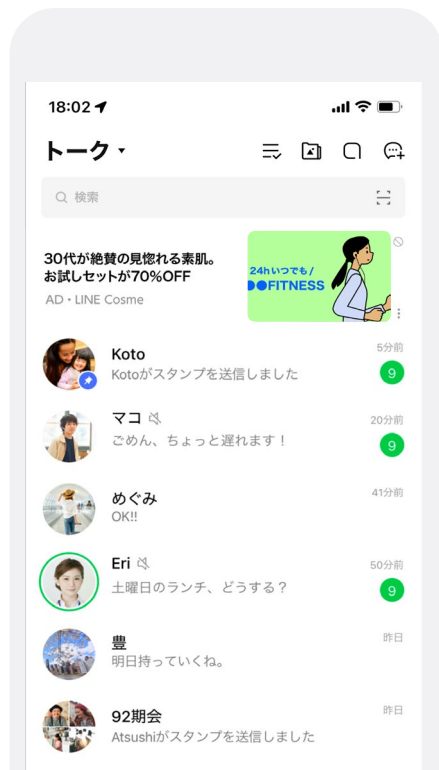 18:02
トーク
検索
30代が絶賛の見惚れる素肌。
お試しセットが70%OFF
AD・LINE Cosme
24hいつでも/
●●FITNESS
Koto
5分前
Kotoがスタンプを送信しました
9
マコ
20分前
ごめん、ちょっと遅れます！
9
めぐみ
41分前
OK!!
Eri
50分前
土曜日のランチ、どうする？
9
豊
昨日
明日持っていくね。
92期会
昨日
Atsushiがスタンプを送信しました